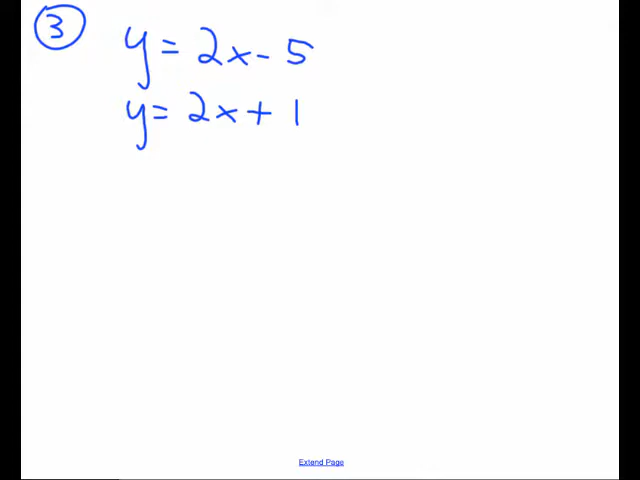 ③ y = 2x - 5
y = 2x + 1
Extend Page